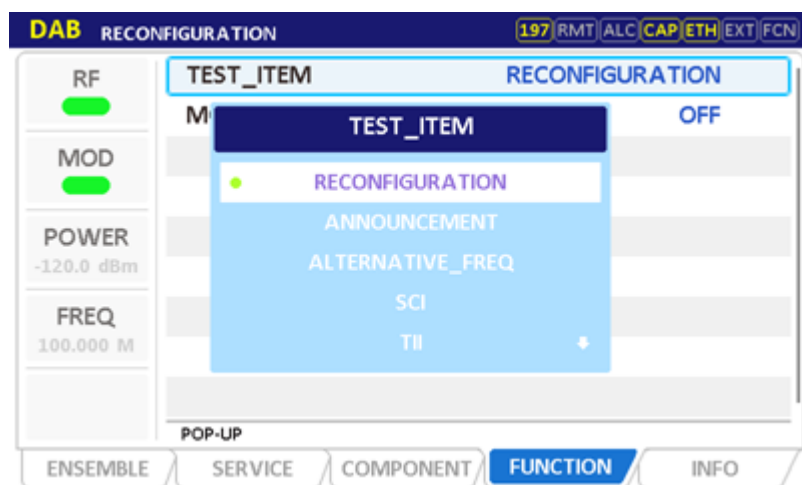 DAB RECONFIGURATION 197 RMT ALC CAP ETH EXT FCN
RF
MOD
POWER
-120.0 dBm
FREQ
100.000 M
TEST_ITEM RECONFIGURATION
OFF
TEST_ITEM
RECONFIGURATION
ANNOUNCEMENT
ALTERNATIVE_FREQ
SCI
TII
POP-UP
ENSEMBLE SERVICE COMPONENT FUNCTION INFO